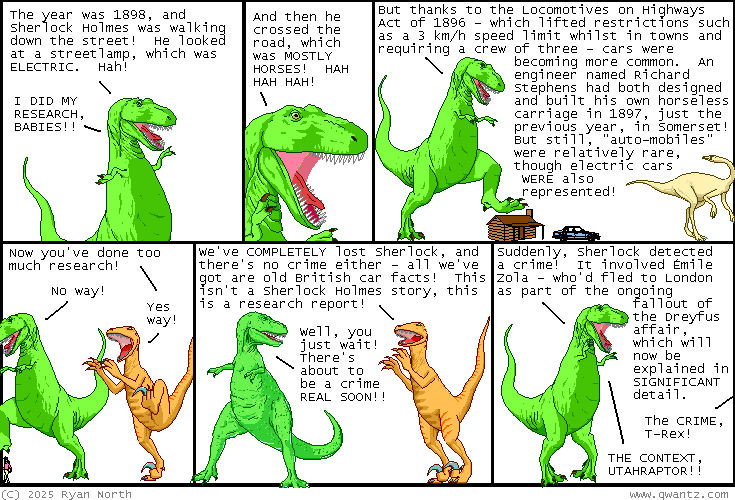 The year was 1898, and
Sherlock Holmes was walking
down the street!  He looked
at a streetlamp, which was
ELECTRIC.  Hah!
I DID MY
RESEARCH,
BABIES!!
And then he
crossed the
road, which
was MOSTLY
HORSES!  HAH
HAH HAH!
But thanks to the Locomotives on Highways
Act of 1896 - which lifted restrictions such
as a 3 km/h speed limit whilst in towns and
requiring a crew of three - cars were
becoming more common.  An
engineer named Richard
Stephens had both designed
and built his own horseless
carriage in 1897, just the
previous year, in Somerset!
But still, "auto-mobiles"
were relatively rare,
though electric cars
WERE also
represented!
Now you've done too
much research!
No way!
Yes
way!
We've COMPLETELY lost Sherlock, and
there's no crime either - all we've
got are old British car facts!  This
isn't a Sherlock Holmes story, this
is a research report!
Well, you
just wait!
There's
about to
be a crime
REAL SOON!!
Suddenly, Sherlock detected
a crime!  It involved Émile
Zola - who'd fled to London
as part of the ongoing
fallout of
the Dreyfus
affair,
which will
now be
explained in
SIGNIFICANT
detail.
The CRIME,
T-Rex!
THE CONTEXT,
UTAHRAPTOR!!
(C) 2025 Ryan North
www.qwantz.com